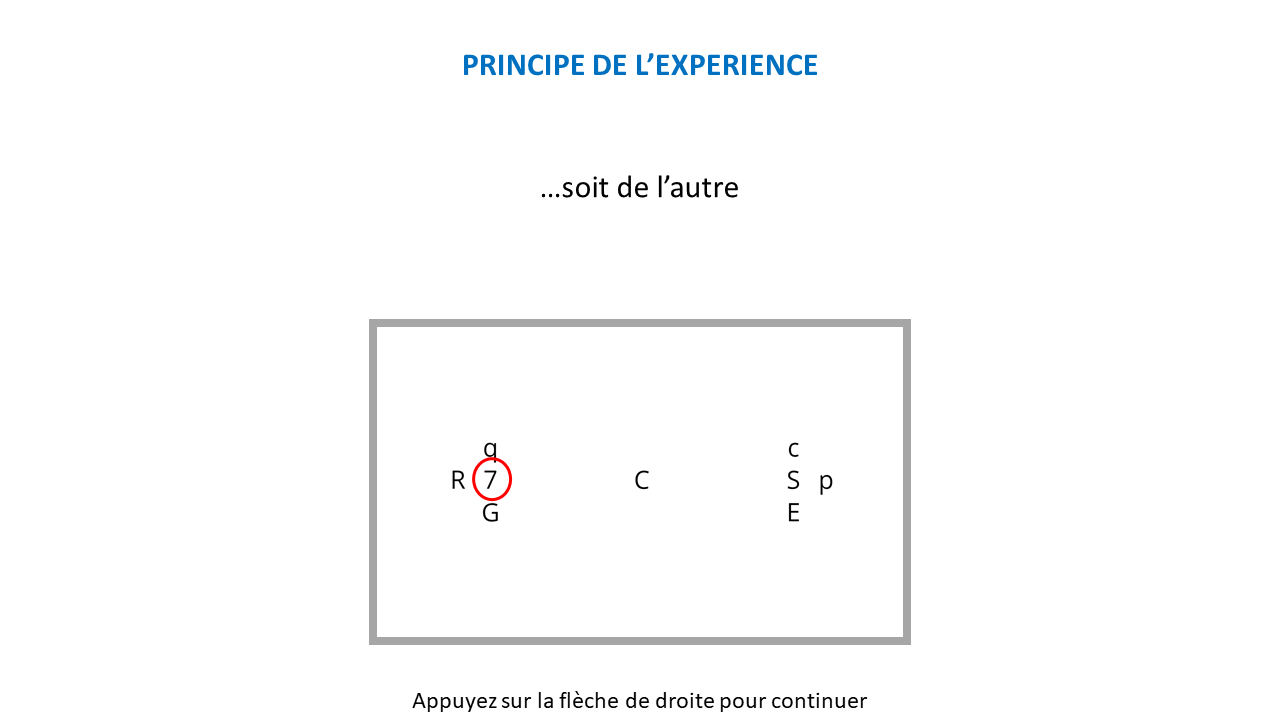 PRINCIPE DE L’EXPERIENCE
…soit de l’autre
q c
R 7 C S p
G E
Appuyez sur la flèche de droite pour continuer